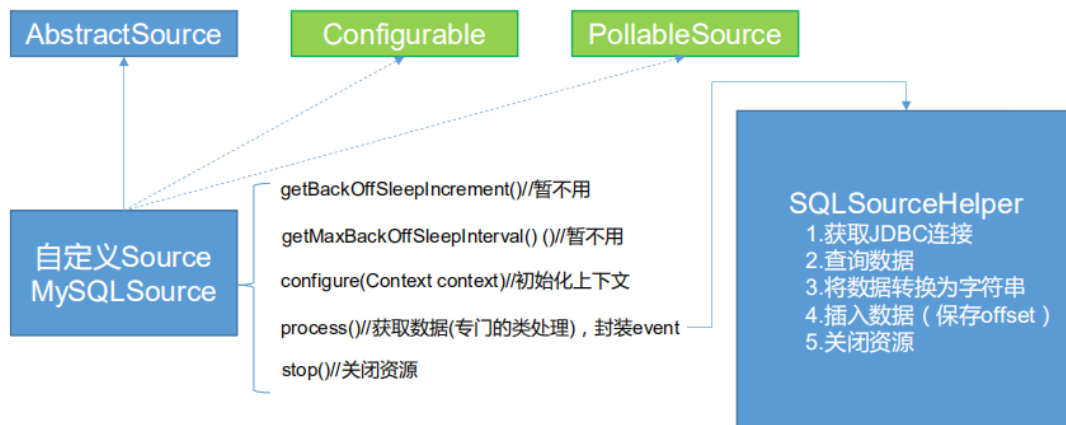 AbstractSource
Configurable
PollableSource
自定义Source
MySQLSource
getBackOffSleepIncrement()//暂不用
getMaxBackOffSleepInterval() ()//暂不用
configure(Context context)//初始化上下文
process()//获取数据(专门的类处理)，封装event
stop()//关闭资源
SQLSourceHelper
1.获取JDBC连接
2.查询数据
3.将数据转换为字符串
4.插入数据（保存offset）
5.关闭资源